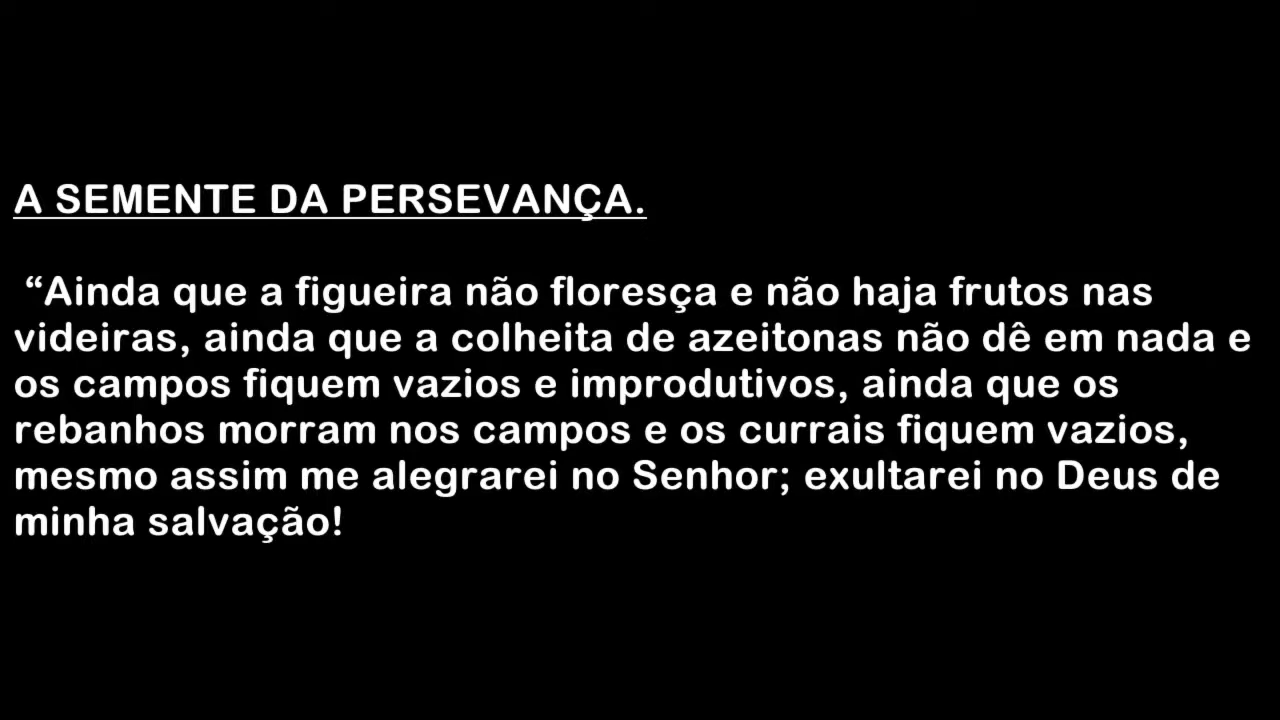 A SEMENTE DA PERSEVANÇA.
“Ainda que a figueira não floresça e não haja frutos nas
videiras, ainda que a colheita de azeitonas não dê em nada e
os campos fiquem vazios e improdutivos, ainda que os
rebanhos morram nos campos e os currais fiquem vazios,
mesmo assim me alegrarei no Senhor; exultarei no Deus de
minha salvação!